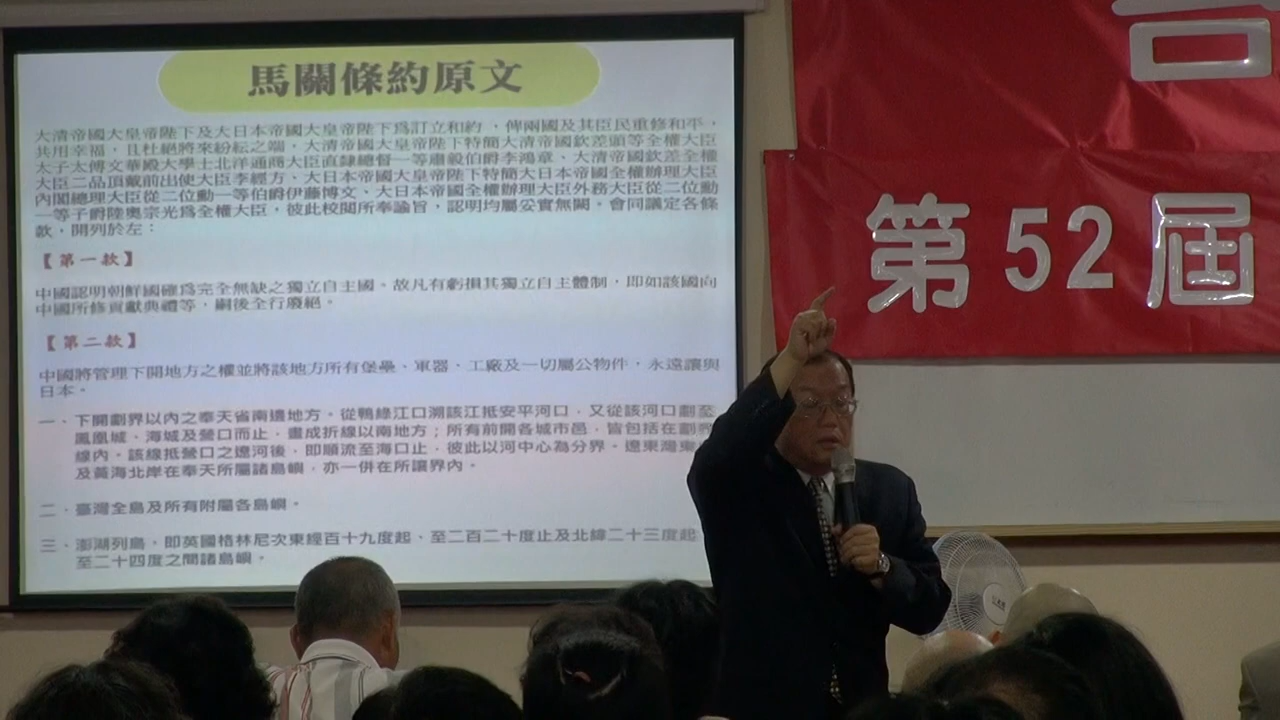 馬關條約原文
大清帝國大皇帝陛下及大日本帝國大皇帝陛下爲訂立和約，俾兩國及其臣民重修和平，
共用幸福，且杜絕將來紛紜之端，大清帝國大皇帝陛下特簡大清帝國欽差頭等全權大臣
太子太傅文華殿大學士北洋通商大臣直隸總督一等肅毅伯爵李鴻章、大清帝國欽差全權
大臣二品頂戴前出使大臣李經方、大日本帝國大皇帝陛下特簡大日本帝國全權辦理大臣
內閣總理大臣從二位勳一等伯爵伊藤博文、大日本帝國全權辦理大臣外務大臣從二位勳
一等子爵陸奧宗光爲全權大臣，彼此校閱所奉諭旨，認明均屬妥實無闕。會同議定各條
款，開列於左：
【第一款】
中國認明朝鮮國確爲完全無缺之獨立自主國。故凡有虧損其獨立自主體制，即如該國向
中國所修貢獻典禮等，嗣後全行廢絕。
【第二款】
中國將管理下開地方之權並將該地方所有堡壘、軍器、工廠及一切屬公物件，永遠讓與
日本。
一、下開劃界以內之奉天省南邊地方。從鴨綠江口溯該江抵安平河口，又從該河口劃至
鳳凰城、海城及營口而止，畫成折線以南地方；所有前開各城市邑，皆包括在劃界
線內。該線抵營口之遼河後，即順流至海口止，彼此以河中心為分界。遼東灣東
及黃海北岸在奉天所屬諸島嶼，亦一併在所讓界內。
二、臺灣全島及所有附屬各島嶼。
三、澎湖列島。即英國格林尼次東經百十九度起、至二百二十度止及北緯二十三度起
至二十四度之間諸島嶼。
第52屆